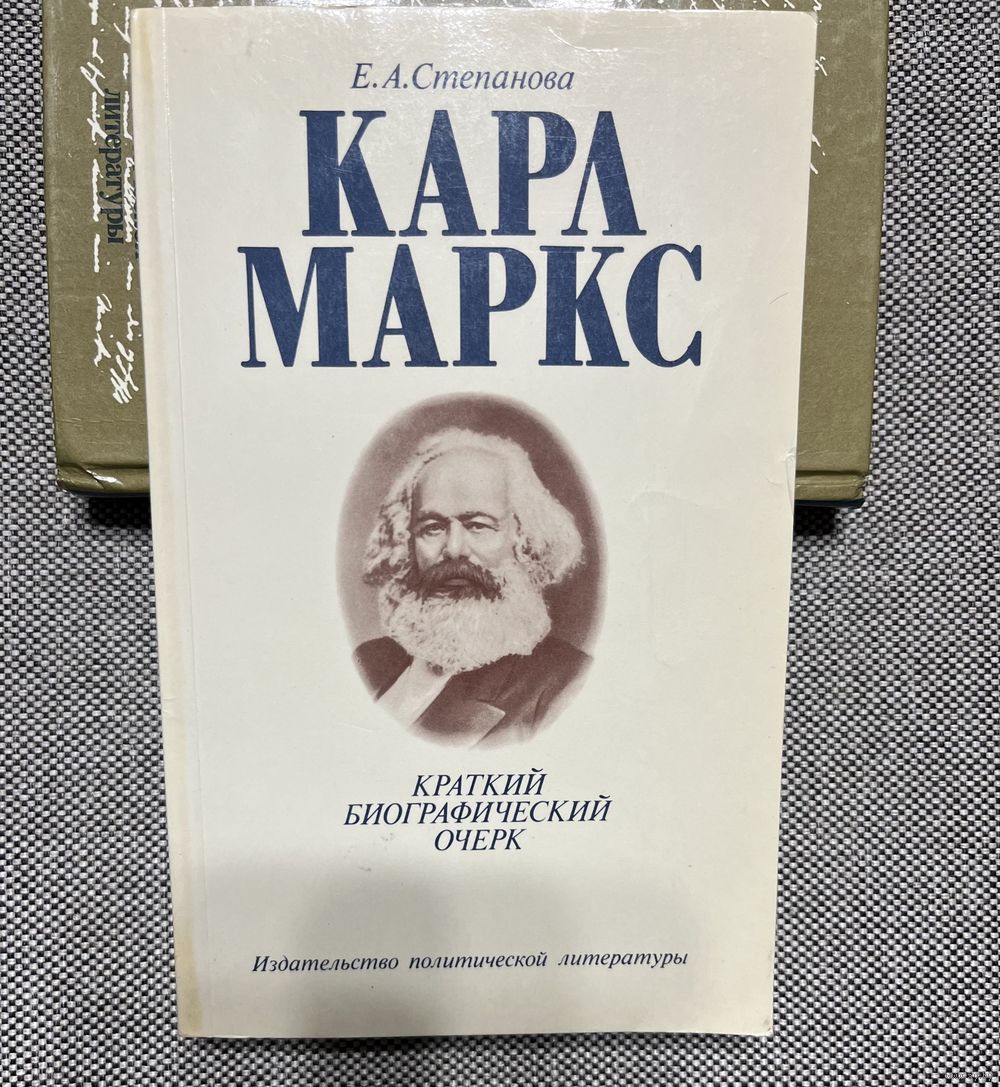 Е. А. Степанова
КАРЛ
МАРКС
КРАТКИЙ
БИОГРАФИЧЕСКИЙ
ОЧЕРК
Издательство политической литературы
литературы